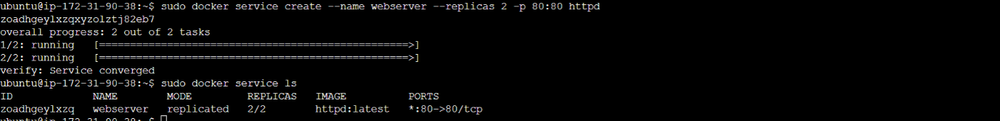 ubuntu@ip-172-31-90-38:~$ sudo docker service create --name webserver --replicas 2 -p 80:80 httpd
zoadhgeylxzqxyzolztj82eb7
overall progress: 2 out of 2 tasks
1/2: running   [==================================================>]
2/2: running   [==================================================>]
verify: Service converged
ubuntu@ip-172-31-90-38:~$ sudo docker service ls
ID             NAME        MODE         REPLICAS   IMAGE          PORTS
zoadhgeylxzq   webserver   replicated   2/2        httpd:latest   *:80->80/tcp
ubuntu@ip-172-31-90-38:~$